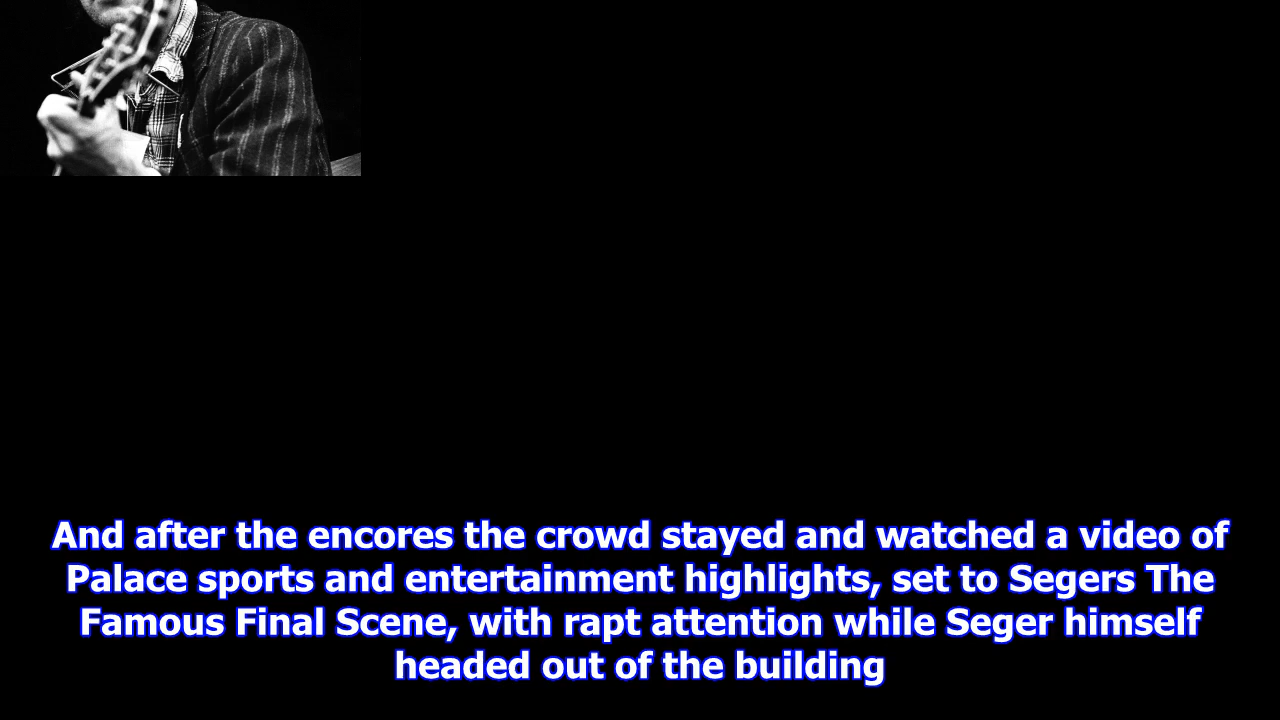 And after the encores the crowd stayed and watched a video of
Palace sports and entertainment highlights, set to Segers The
Famous Final Scene, with rapt attention while Seger himself
headed out of the building